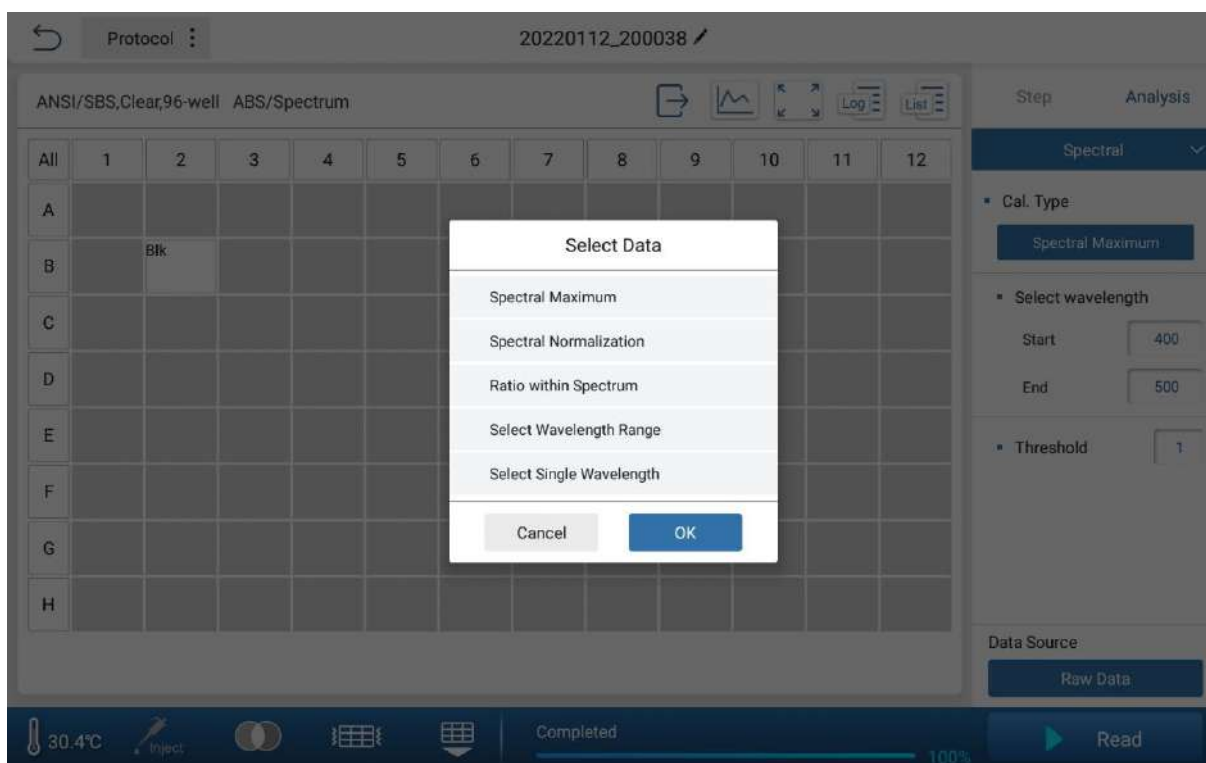 Protocol
20220112_200038
ANSI/SBS,Clear,96-well ABS/Spectrum
Log
List
Step Analysis
All 1 2 3 4 5 6 7 8 9 10 11 12
A
B
C
D
E
F
G
H
Blk
Select Data
Spectral Maximum
Spectral Normalization
Ratio within Spectrum
Select Wavelength Range
Select Single Wavelength
Cancel OK
Spectral
Cal. Type
Spectral Maximum
Select wavelength
Start 400
End 500
Threshold 1
Data Source
Raw Data
30.4℃
Inject
Completed
100%
Read